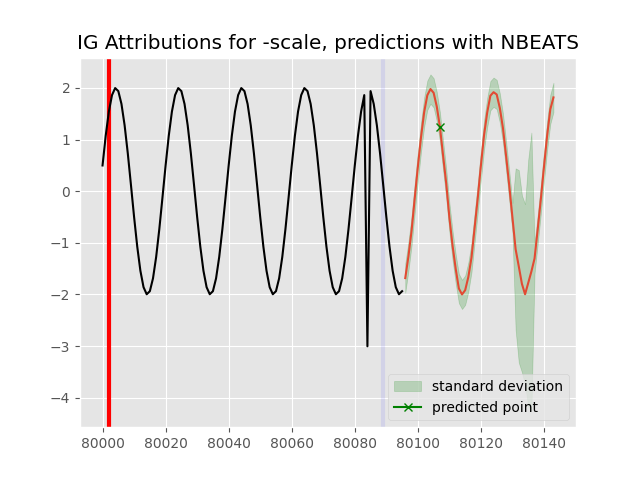 IG Attributions for -scale, predictions with NBEATS
2
1
0
−1
−2
−3
−4
standard deviation
predicted point
80000 80020 80040 80060 80080 80100 80120 80140